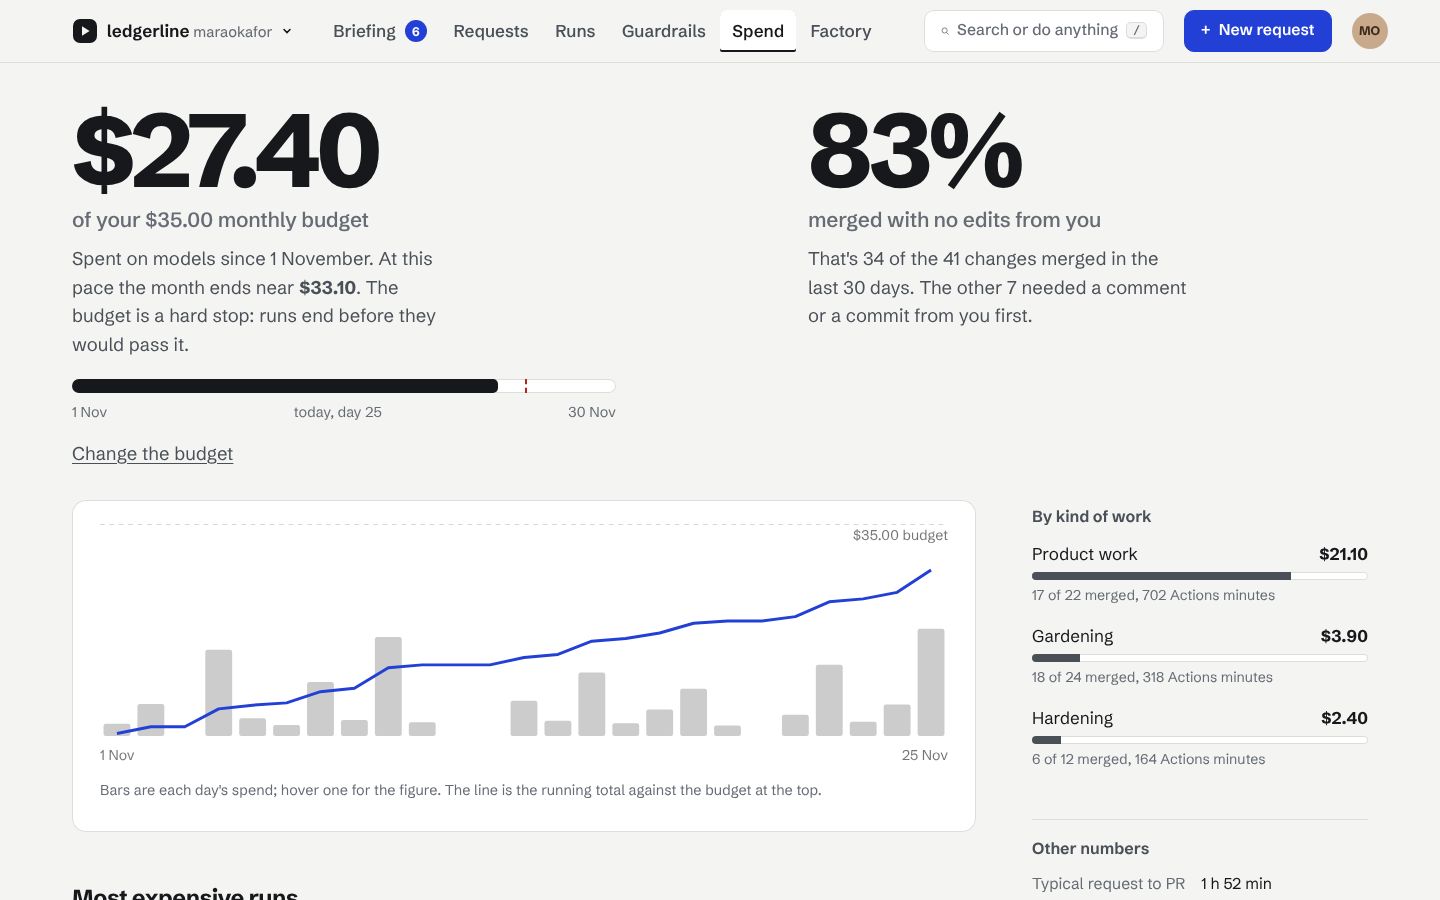 ledgerline maraokafor
Briefing 6
Requests
Runs
Guardrails
Spend
Factory
Search or do anything /
+ New request
MO
$27.40
of your $35.00 monthly budget
Spent on models since 1 November. At this
pace the month ends near $33.10. The
budget is a hard stop: runs end before they
would pass it.
1 Nov
today, day 25
30 Nov
Change the budget
83%
merged with no edits from you
That's 34 of the 41 changes merged in the
last 30 days. The other 7 needed a comment
or a commit from you first.
$35.00 budget
1 Nov
25 Nov
Bars are each day's spend; hover one for the figure. The line is the running total against the budget at the top.
By kind of work
Product work $21.10
17 of 22 merged, 702 Actions minutes
Gardening $3.90
18 of 24 merged, 318 Actions minutes
Hardening $2.40
6 of 12 merged, 164 Actions minutes
Other numbers
Typical request to PR 1 h 52 min
Most expensive runs